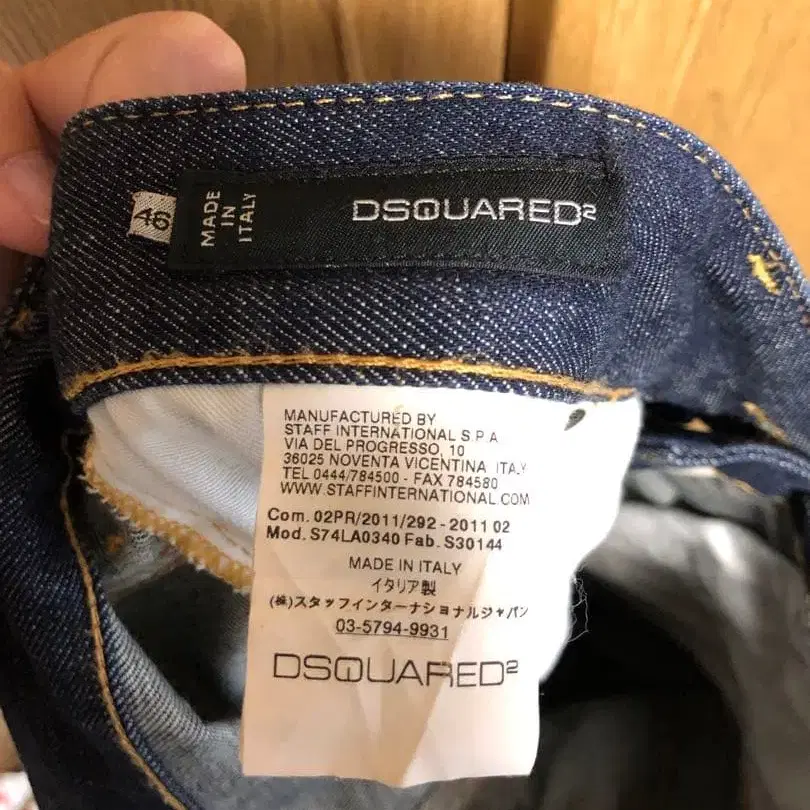 46
MADE
IN
ITALY
DSQUARED²
MANUFACTURED BY
STAFF INTERNATIONAL S.P.A
VIA DEL PROGRESSO, 10
36025 NOVENTA VICENTINA ITALY
TEL 0444/784500 - FAX 784580
WWW.STAFFINTERNATIONAL.COM
Com. 02PR/2011/292 - 2011 02
Mod. S74LA0340 Fab. S30144
MADE IN ITALY
イタリア製
(株)スタッフインターナショナルジャパン
03-5794-9931
DSQUARED²